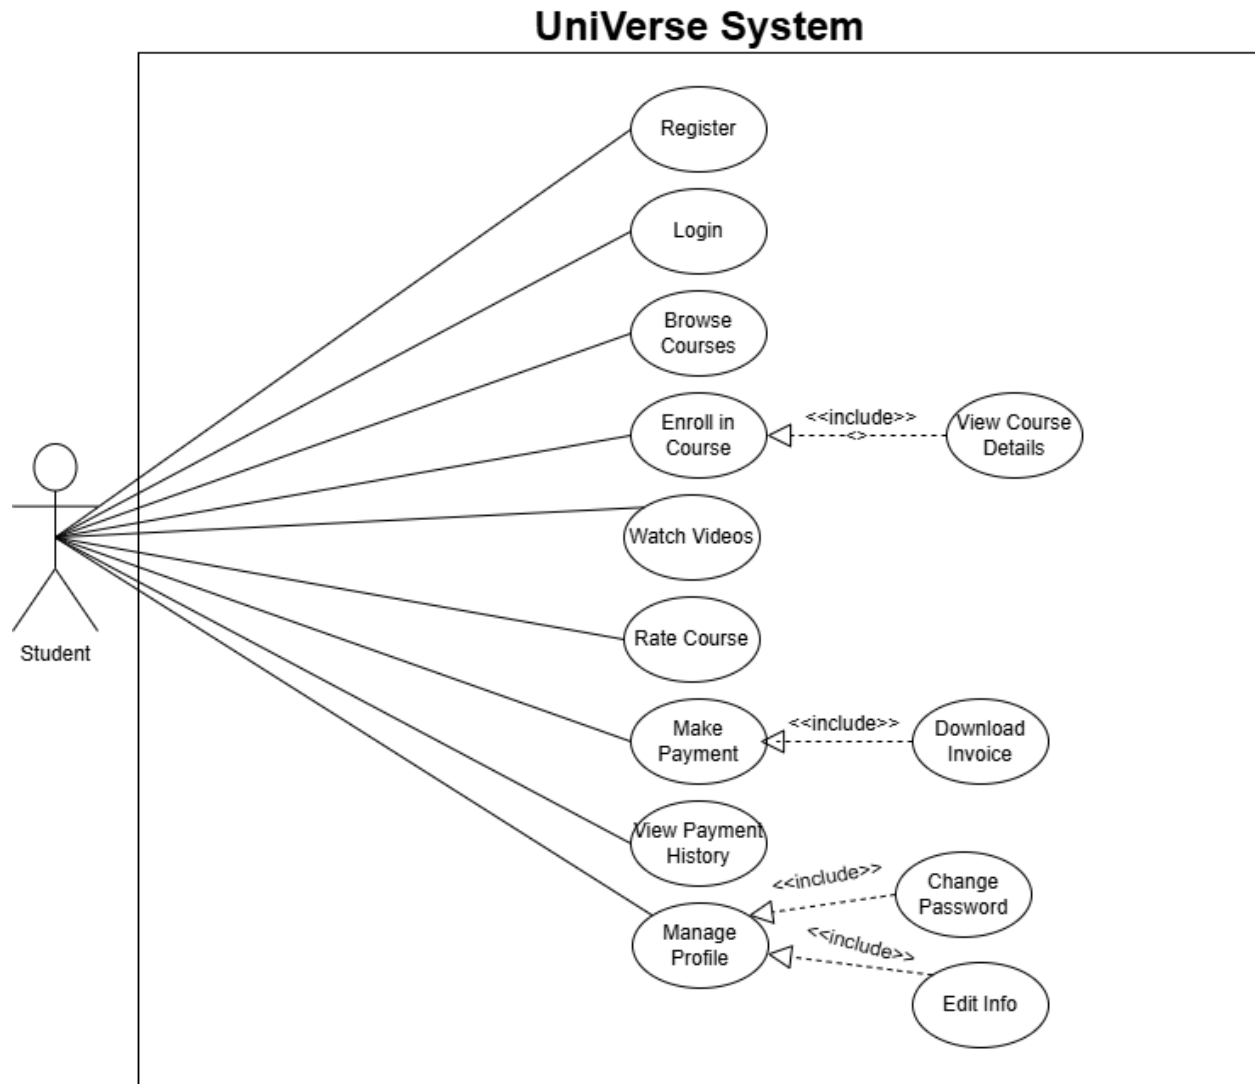 UniVerse System
Register
Login
Browse
Courses
Enroll in
Course
<<include>>
<>
View Course
Details
Watch Videos
Student
Rate Course
Make
Payment
<<include>>
Download
Invoice
View Payment
History
<<include>>
Change
Password
Manage
Profile
<<include>>
Edit Info